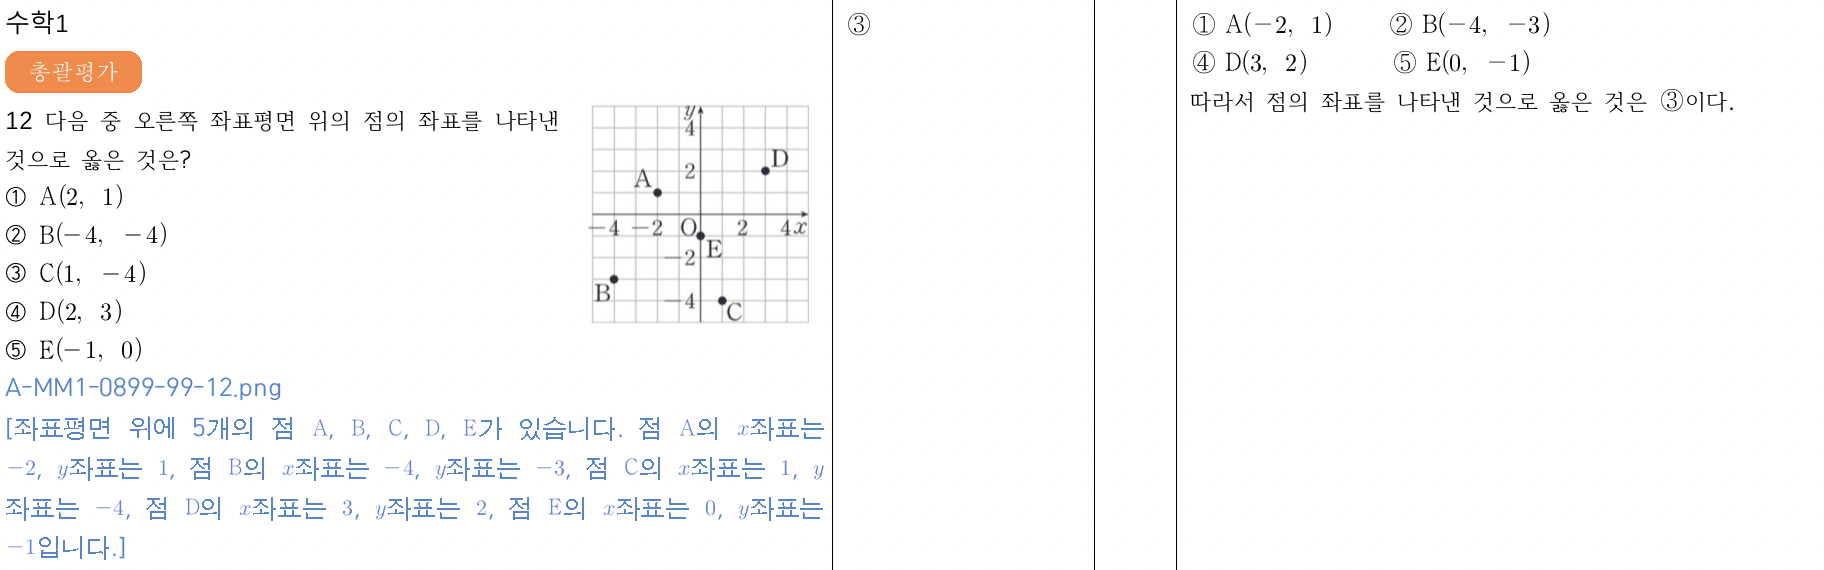 수학1
총괄평가
12 다음 중 오른쪽 좌표평면 위의 점의 좌표를 나타낸
것으로 옳은 것은?
① A(2, 1)
② B(−4, −4)
③ C(1, −4)
④ D(2, 3)
⑤ E(−1, 0)
y
4
D
A
2
−4 −2 O 2 4 x
E
−2
B
−4
C
A-MM1-0899-99-12.png
[좌표평면 위에 5개의 점 A, B, C, D, E가 있습니다. 점 A의 x좌표는
−2, y좌표는 1, 점 B의 x좌표는 −4, y좌표는 −3, 점 C의 x좌표는 1, y
좌표는 −4, 점 D의 x좌표는 3, y좌표는 2, 점 E의 x좌표는 0, y좌표는
−1입니다.]
③
① A(−2, 1) ② B(−4, −3)
④ D(3, 2) ⑤ E(0, −1)
따라서 점의 좌표를 나타낸 것으로 옳은 것은 ③이다.